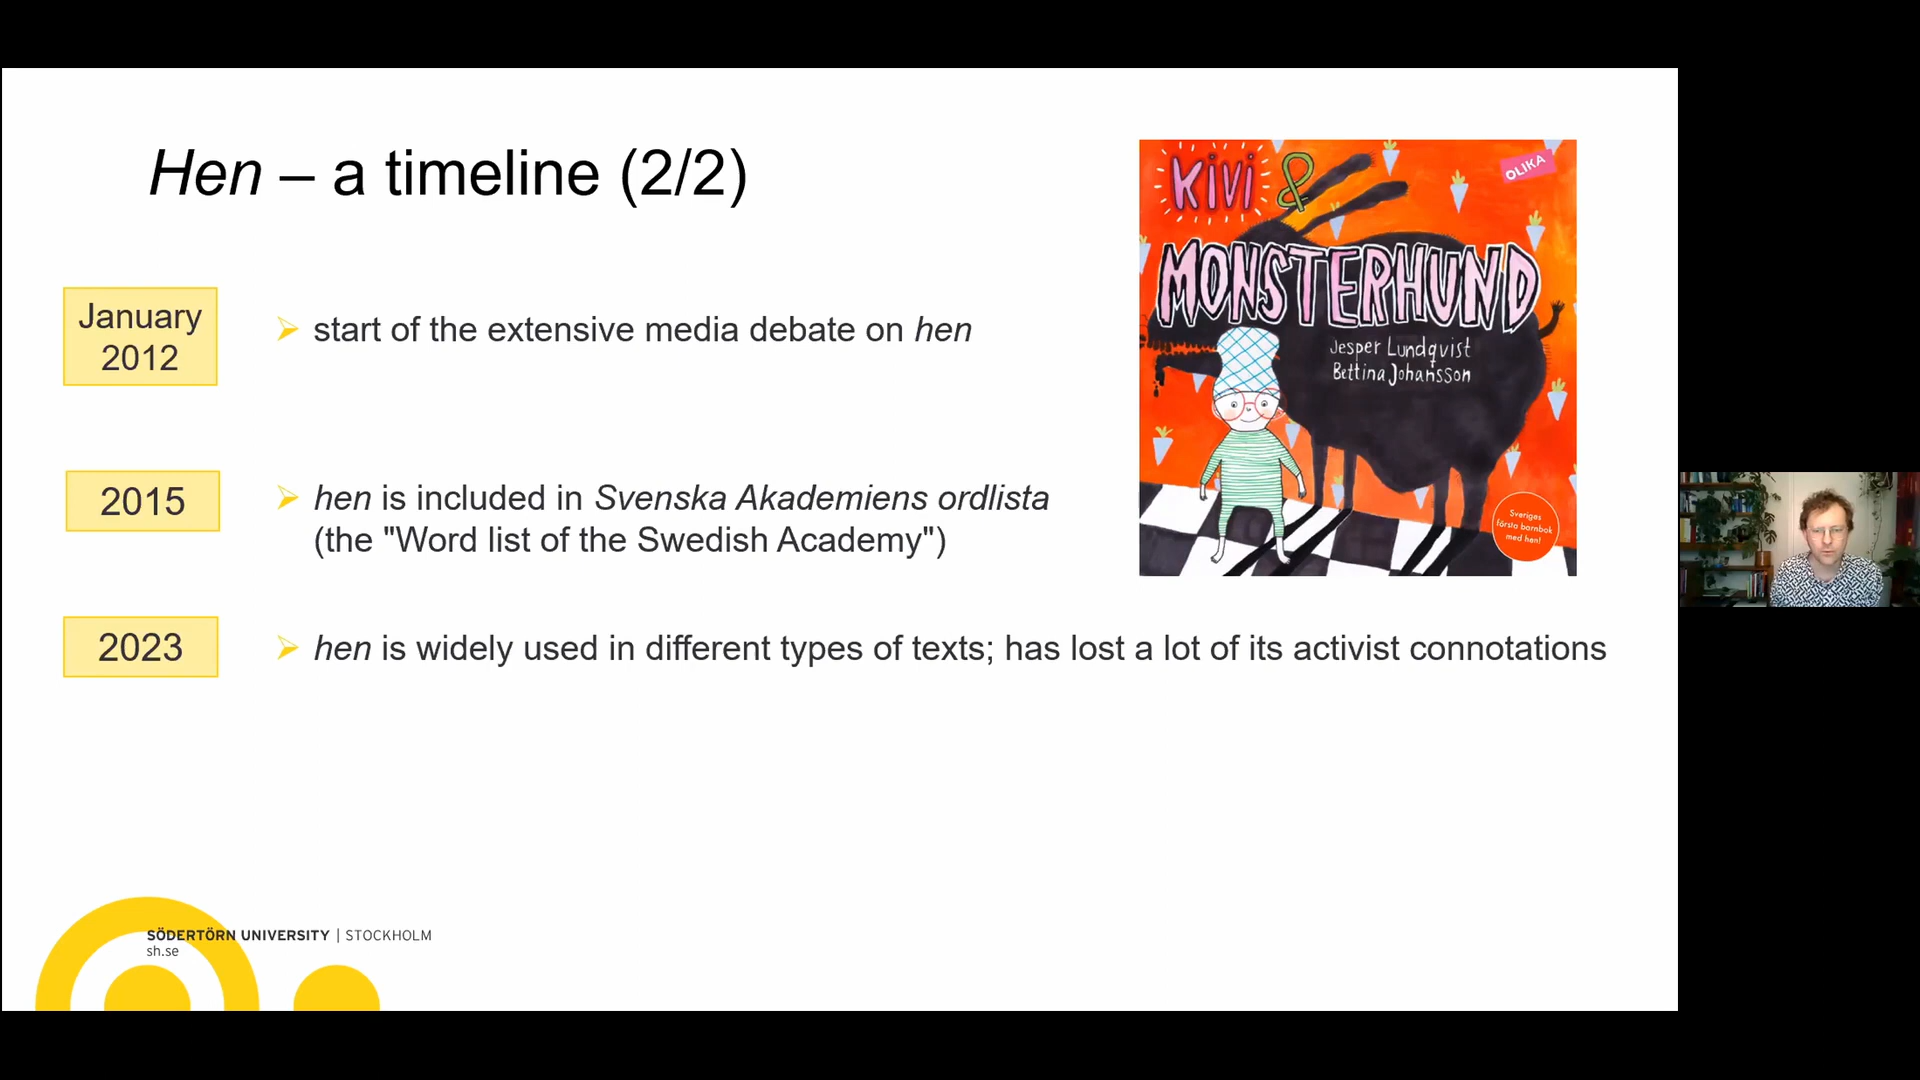 Hen – a timeline (2/2)
January
2012
start of the extensive media debate on hen
2015
hen is included in Svenska Akademiens ordlista
(the "Word list of the Swedish Academy")
2023
hen is widely used in different types of texts; has lost a lot of its activist connotations
Kivi &
OLIKA
MONSTERHUND
Jesper Lundqvist
Bettina Johansson
Sveriges
första barnbok
med hen!
SÖDERTÖRN UNIVERSITY | STOCKHOLM
sh.se